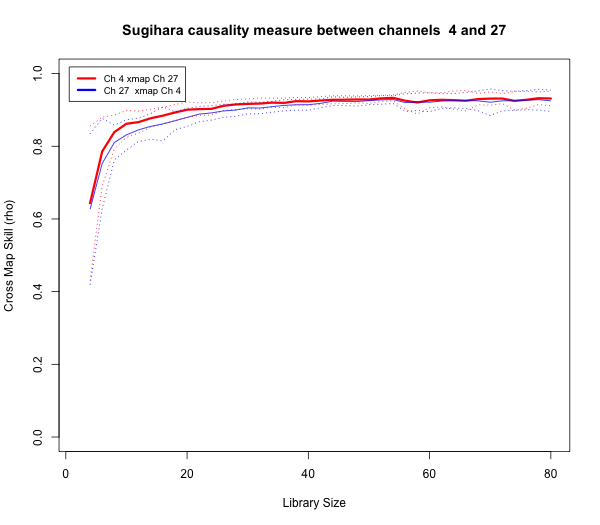 Sugihara causality measure between channels  4 and 27
Ch 4 xmap Ch 27
Ch 27  xmap Ch 4
Cross Map Skill (rho)
1.0
0.8
0.6
0.4
0.2
0.0
0 20 40 60 80
Library Size